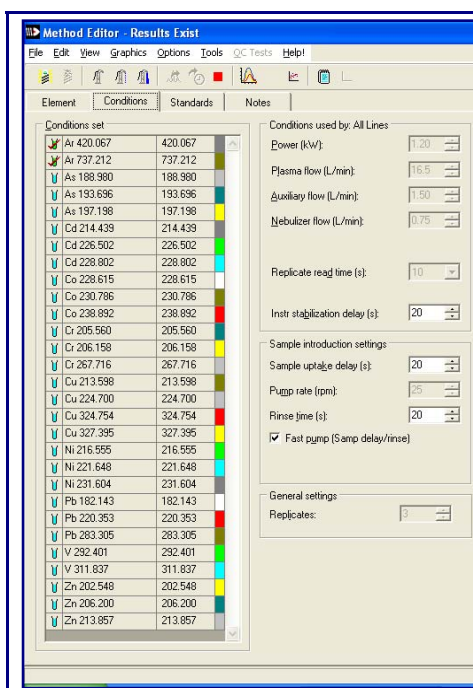 Method Editor - Results Exist
File Edit View Graphics Options Tools QC Tests Help!
Element Conditions Standards Notes
Conditions set
Ar 420.067 420.067
Ar 737.212 737.212
As 188.980 188.980
As 193.696 193.696
As 197.198 197.198
Cd 214.439 214.439
Cd 226.502 226.502
Cd 228.802 228.802
Co 228.615 228.615
Co 230.786 230.786
Co 238.892 238.892
Cr 205.560 205.560
Cr 206.158 206.158
Cr 267.716 267.716
Cu 213.598 213.598
Cu 224.700 224.700
Cu 324.754 324.754
Cu 327.395 327.395
Ni 216.555 216.555
Ni 221.648 221.648
Ni 231.604 231.604
Pb 182.143 182.143
Pb 220.353 220.353
Pb 283.305 283.305
V 292.401 292.401
V 311.837 311.837
Zn 202.548 202.548
Zn 206.200 206.200
Zn 213.857 213.857
Conditions used by: All Lines
Power (kW): 1.20
Plasma flow (L/min): 16.5
Auxiliary flow (L/min): 1.50
Nebulizer flow (L/min): 0.75
Replicate read time (s): 10
Instr stabilization delay (s): 20
Sample introduction settings
Sample uptake delay (s): 20
Pump rate (rpm): 25
Rinse time (s): 20
Fast pump (Samp delay/rinse)
General settings
Replicates: 3